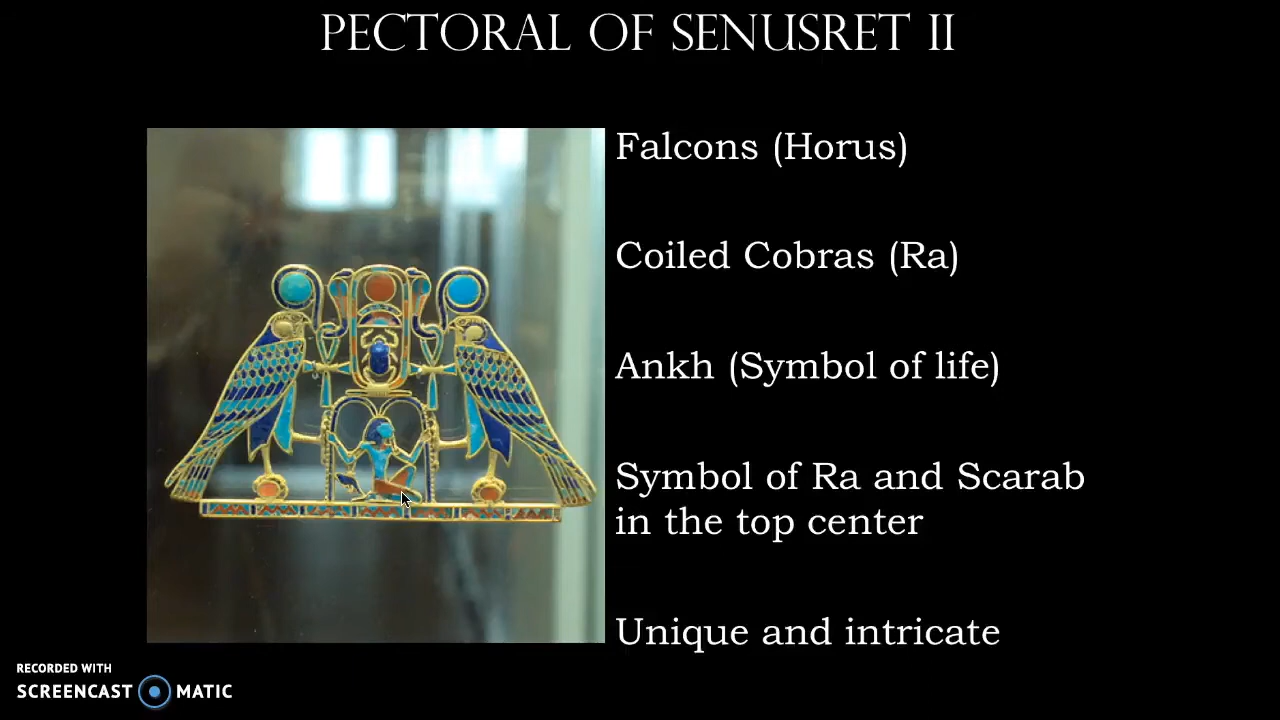 PECTORAL OF SENUSRET II
Falcons (Horus)
Coiled Cobras (Ra)
Ankh (Symbol of life)
Symbol of Ra and Scarab
in the top center
Unique and intricate
RECORDED WITH
SCREENCAST MATIC